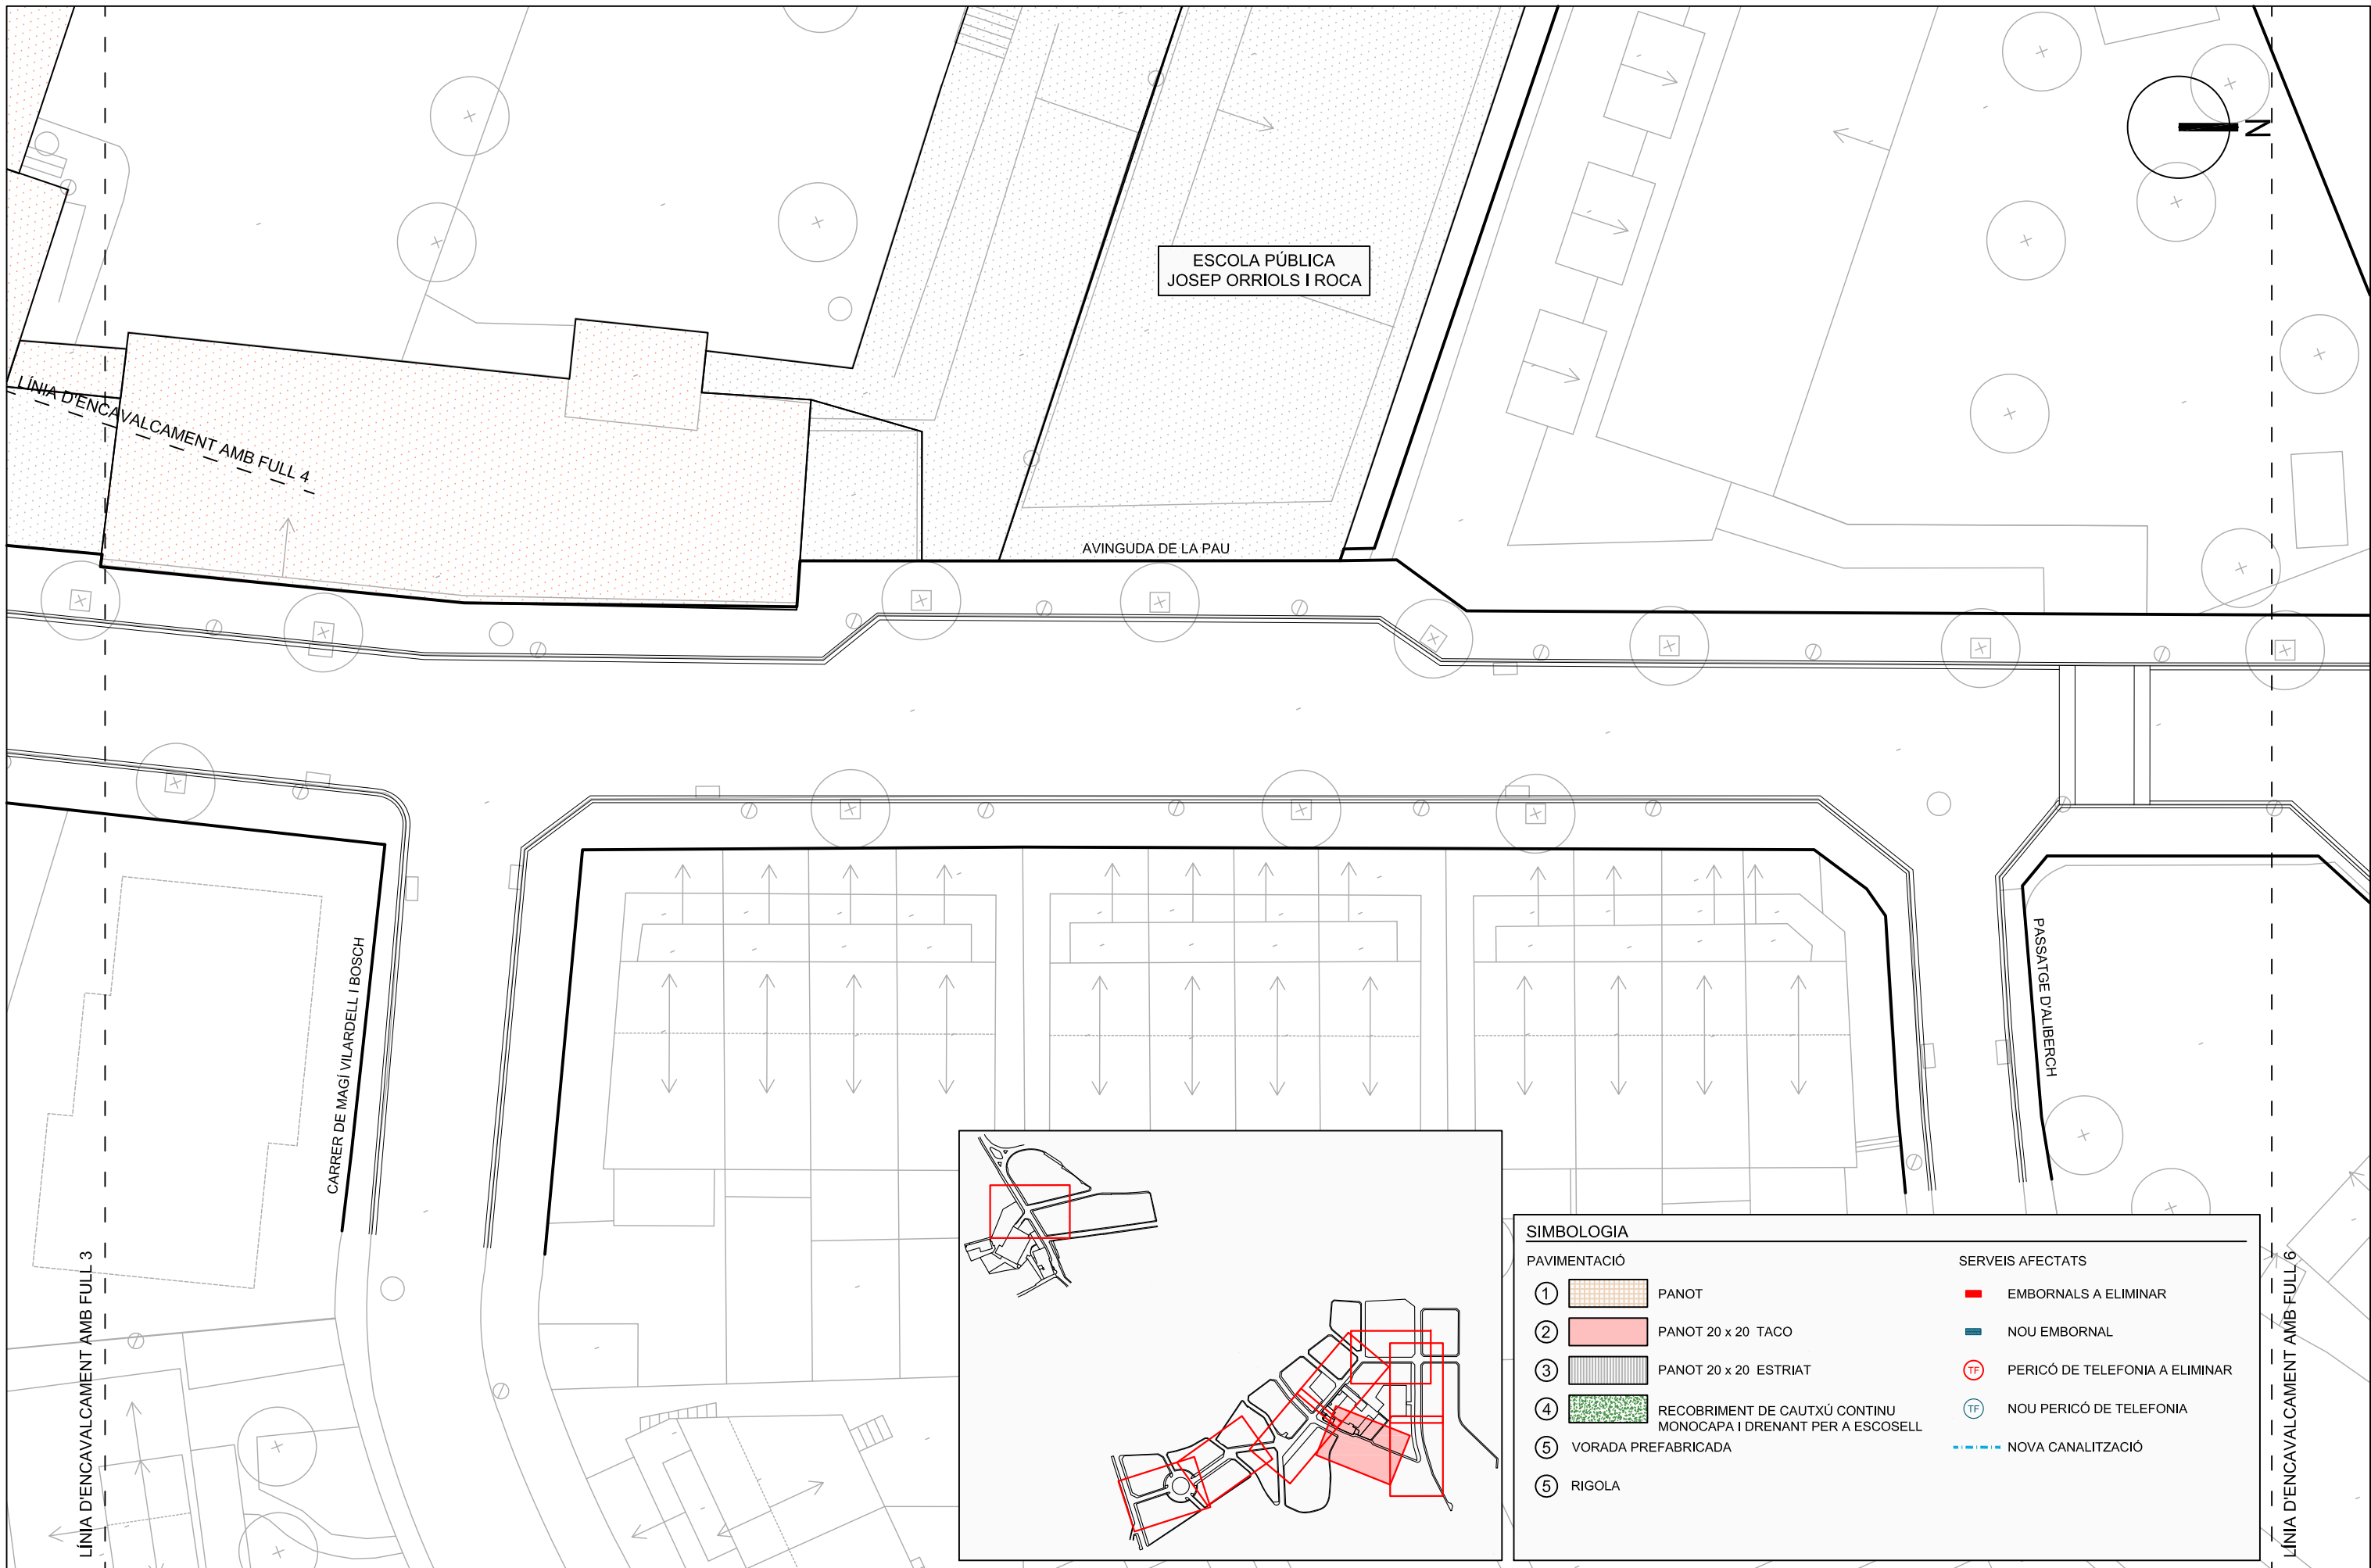 N
ESCOLA PÚBLICA
JOSEP ORRIOLS I ROCA
LÍNIA D'ENCAVALCAMENT AMB FULL 4
AVINGUDA DE LA PAU
CARRER DE MAGÍ VILARDELL I BOSCH
PASSATGE D'ALIBERCH
LÍNIA D'ENCAVALCAMENT AMB FULL 3
LÍNIA D'ENCAVALCAMENT AMB FULL 6
SIMBOLOGIA
PAVIMENTACIÓ
1 PANOT
2 PANOT 20 x 20 TACO
3 PANOT 20 x 20 ESTRIAT
4 RECOBRIMENT DE CAUTXÚ CONTINU
MONOCAPA I DRENANT PER A ESCOSELL
5 VORADA PREFABRICADA
5 RIGOLA
SERVEIS AFECTATS
EMBORNALS A ELIMINAR
NOU EMBORNAL
TF PERICÓ DE TELEFONIA A ELIMINAR
TF NOU PERICÓ DE TELEFONIA
NOVA CANALITZACIÓ